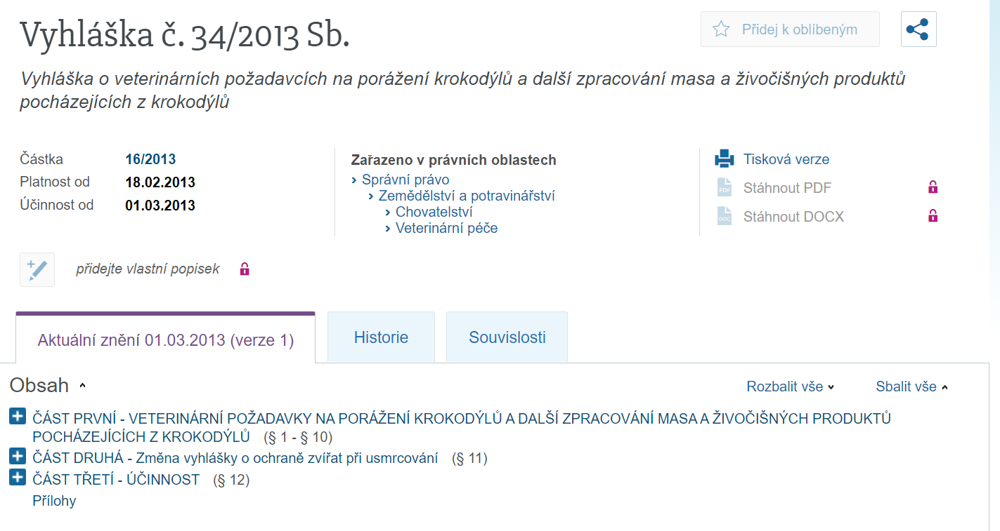 Vyhláška č. 34/2013 Sb.
Přidej k oblíbeným
Vyhláška o veterinárních požadavcích na porážení krokodýlů a další zpracování masa a živočišných produktů
pocházejících z krokodýlů
Částka 16/2013
Platnost od 18.02.2013
Účinnost od 01.03.2013
Zařazeno v právních oblastech
Správní právo
Zemědělství a potravinářství
Chovatelství
Veterinární péče
Tisková verze
PDF Stáhnout PDF
DOC Stáhnout DOCX
přidejte vlastní popisek
Aktuální znění 01.03.2013 (verze 1)
Historie
Souvislosti
Obsah
Rozbalit vše
Sbalit vše
ČÁST PRVNÍ - VETERINÁRNÍ POŽADAVKY NA PORÁŽENÍ KROKODÝLŮ A DALŠÍ ZPRACOVÁNÍ MASA A ŽIVOČIŠNÝCH PRODUKTŮ
POCHÁZEJÍCÍCH Z KROKODÝLŮ (§ 1 - § 10)
ČÁST DRUHÁ - Změna vyhlášky o ochraně zvířat při usmrcování (§ 11)
ČÁST TŘETÍ - ÚČINNOST (§ 12)
Přílohy